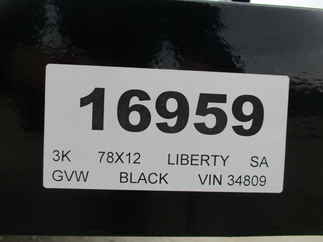 16959
3K 78X12 LIBERTY SA
GVW BLACK VIN 34809